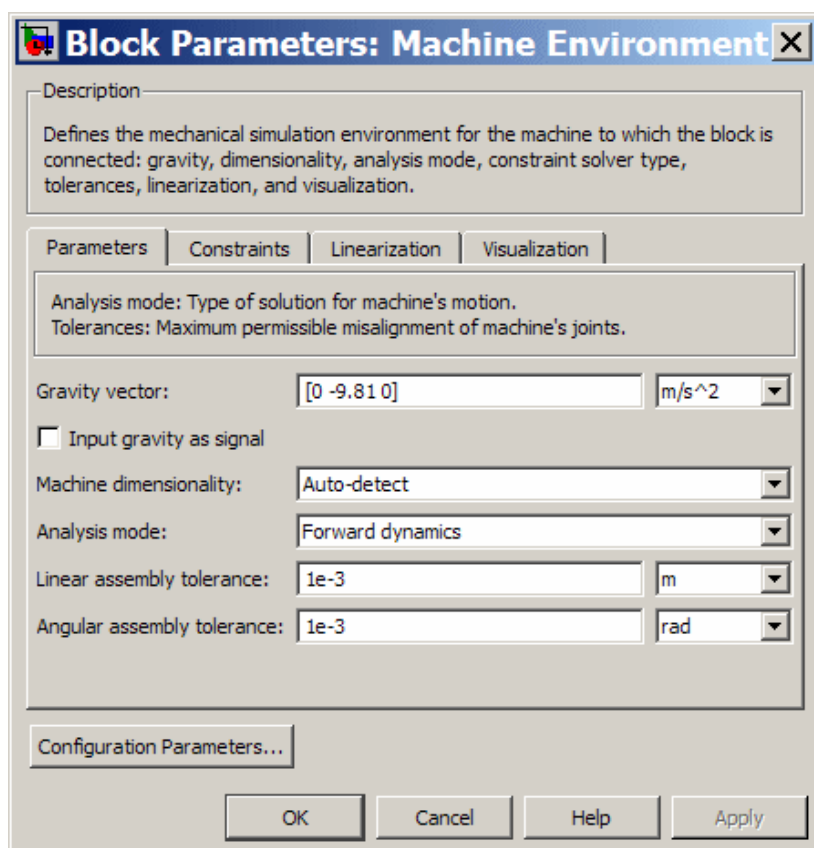 Block Parameters: Machine Environment
Description
Defines the mechanical simulation environment for the machine to which the block is
connected: gravity, dimensionality, analysis mode, constraint solver type,
tolerances, linearization, and visualization.
Parameters Constraints Linearization Visualization
Analysis mode: Type of solution for machine's motion.
Tolerances: Maximum permissible misalignment of machine's joints.
Gravity vector: [0 -9.81 0] m/s^2
Input gravity as signal
Machine dimensionality: Auto-detect
Analysis mode: Forward dynamics
Linear assembly tolerance: 1e-3 m
Angular assembly tolerance: 1e-3 rad
Configuration Parameters...
OK Cancel Help Apply